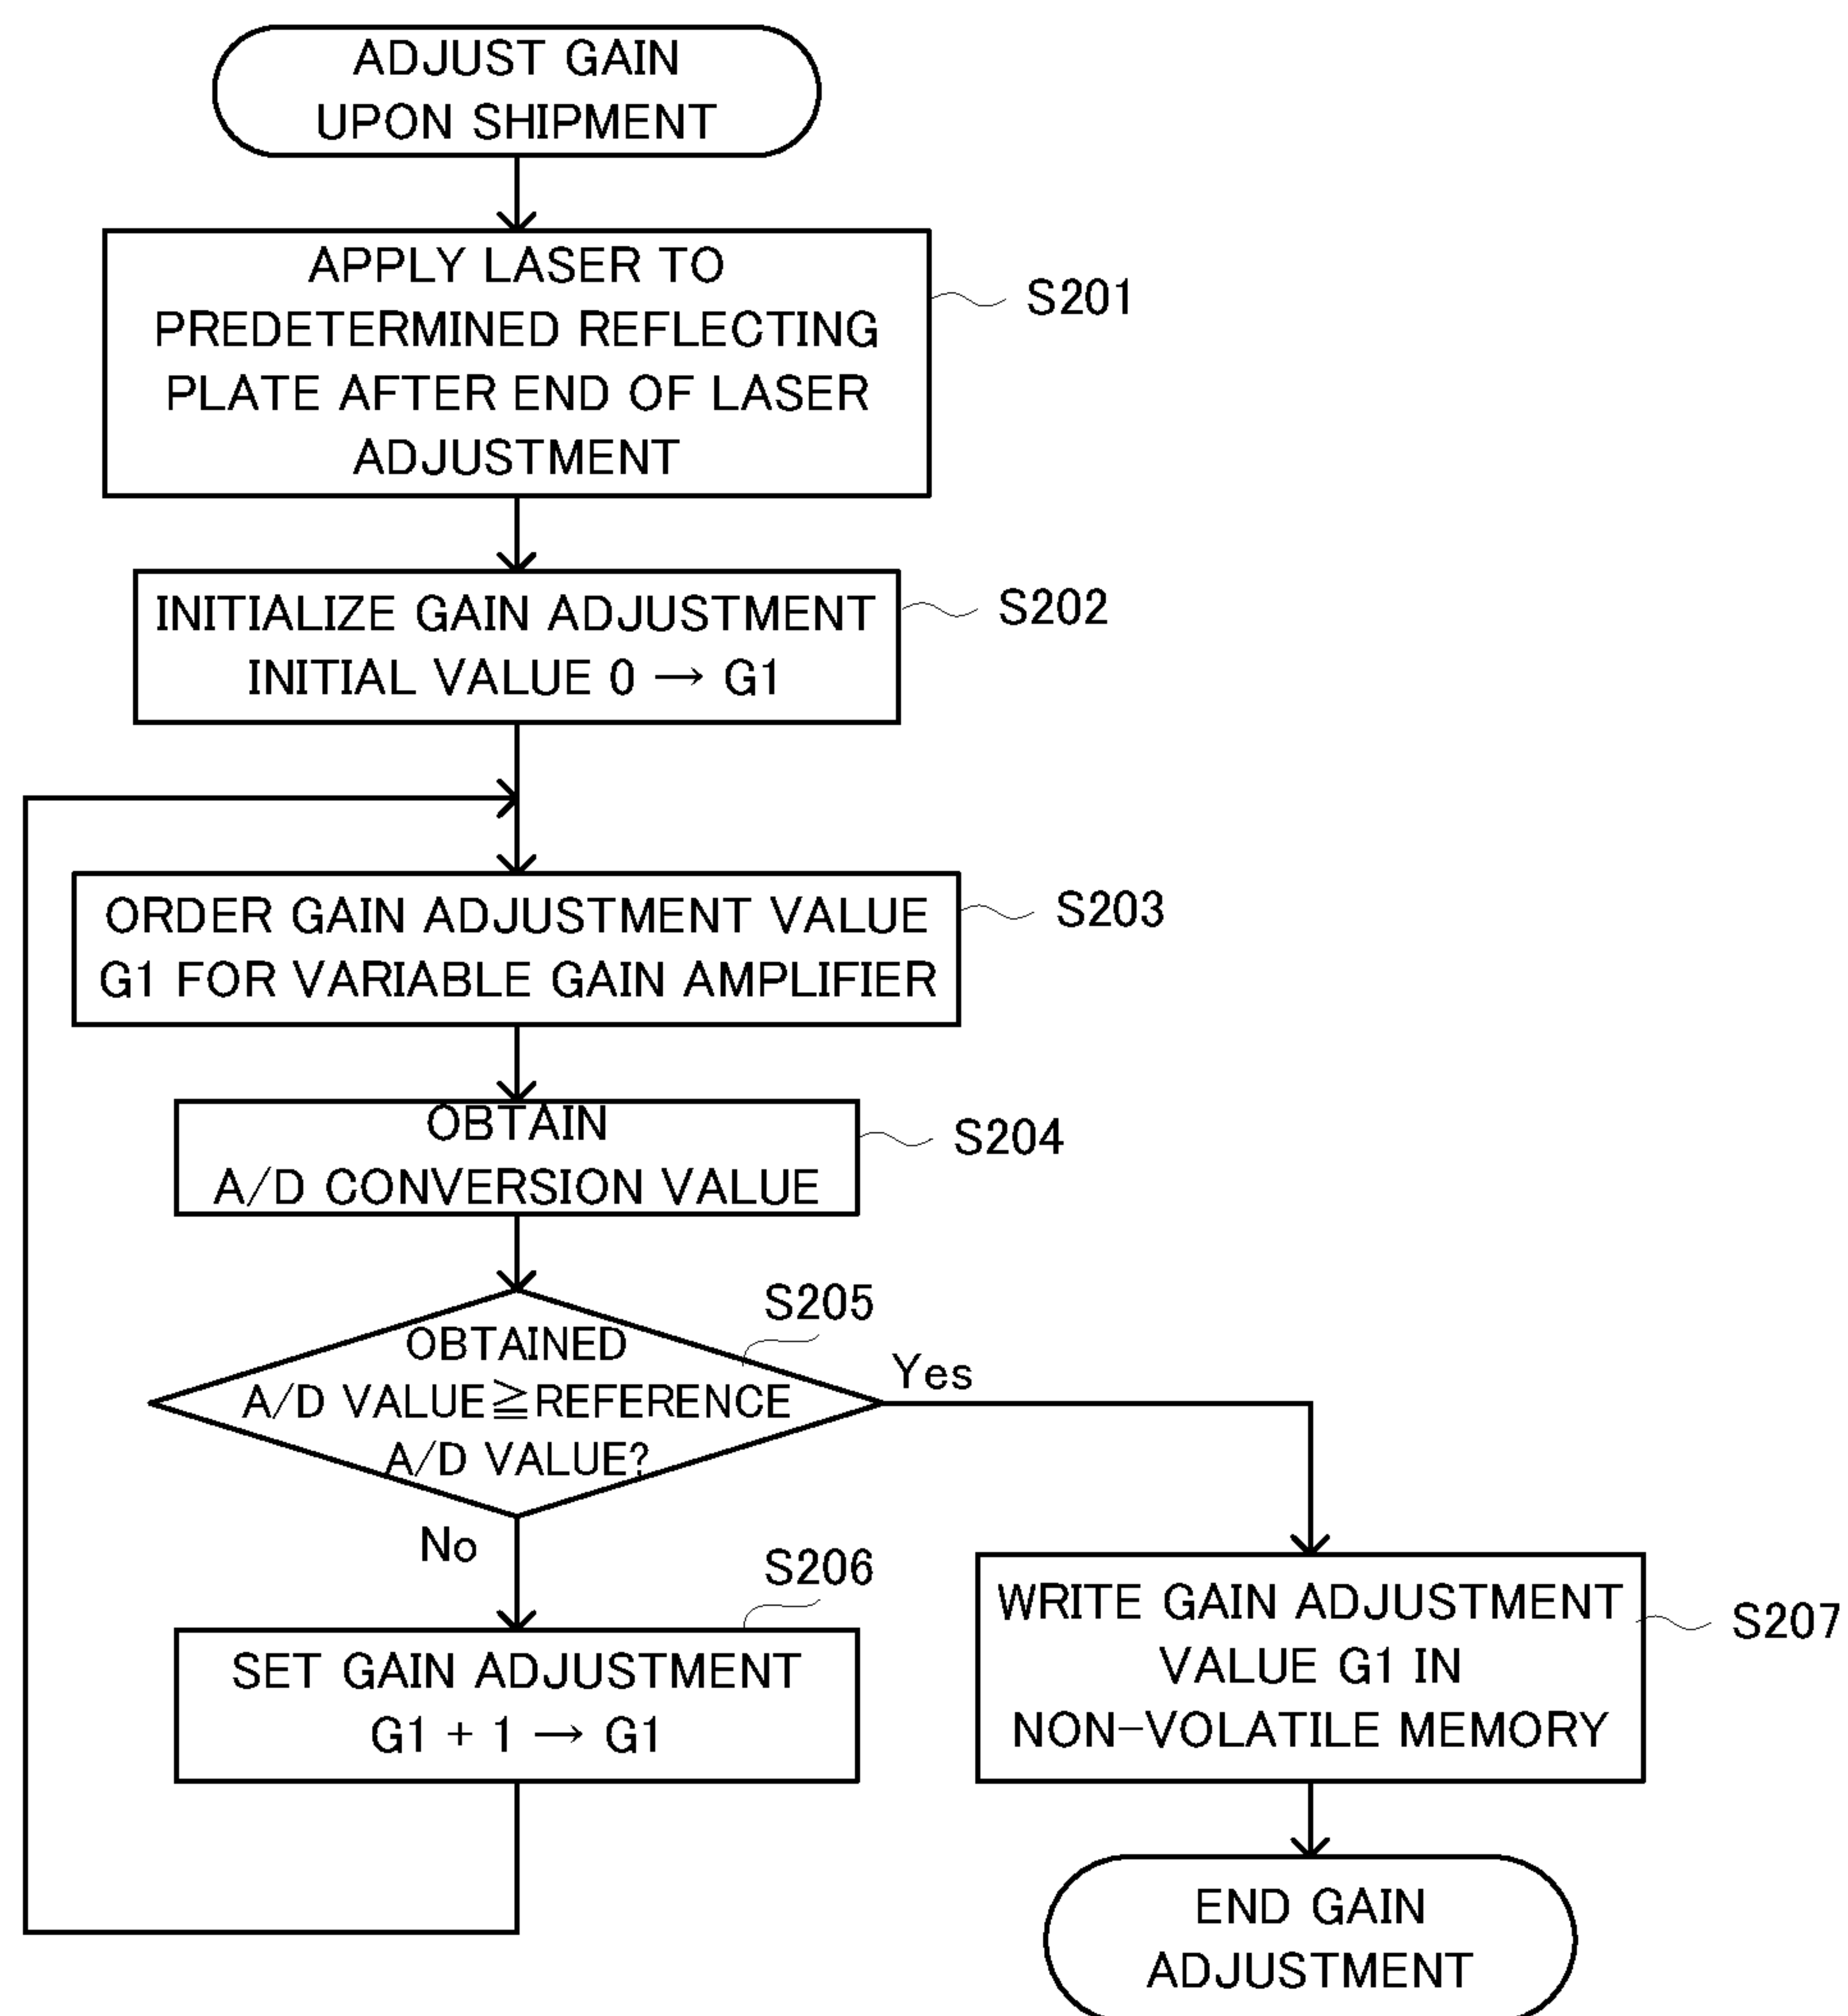 ADJUST GAIN
UPON SHIPMENT
APPLY LASER TO
PREDETERMINED REFLECTING
PLATE AFTER END OF LASER
ADJUSTMENT
S201
INITIALIZE GAIN ADJUSTMENT
INITIAL VALUE 0 → G1
S202
ORDER GAIN ADJUSTMENT VALUE
G1 FOR VARIABLE GAIN AMPLIFIER
S203
OBTAIN
A/D CONVERSION VALUE
S204
S205
OBTAINED
A/D VALUE≧REFERENCE
A/D VALUE?
Yes
No
S206
SET GAIN ADJUSTMENT
G1 + 1 → G1
WRITE GAIN ADJUSTMENT
VALUE G1 IN
NON-VOLATILE MEMORY
S207
END GAIN
ADJUSTMENT